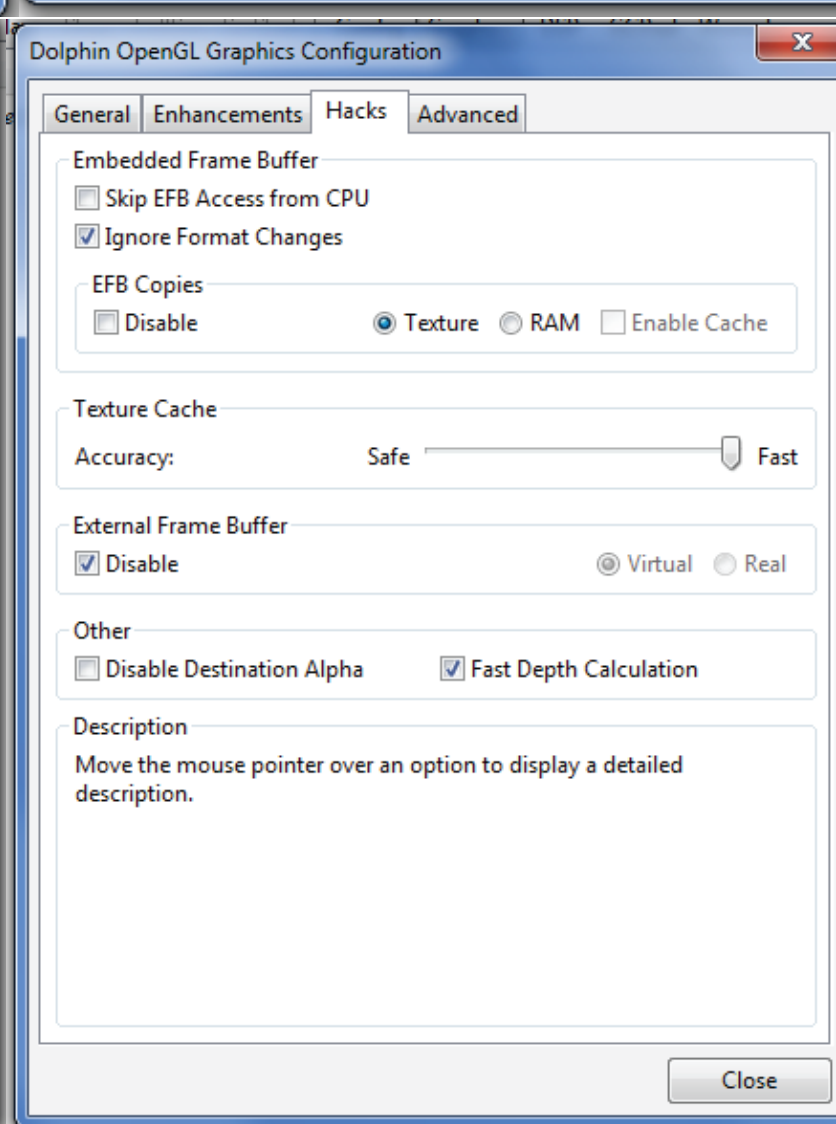 Dolphin OpenGL Graphics Configuration
General Enhancements Hacks Advanced
Embedded Frame Buffer
Skip EFB Access from CPU
Ignore Format Changes
EFB Copies
Disable Texture RAM Enable Cache
Texture Cache
Accuracy: Safe Fast
External Frame Buffer
Disable Virtual Real
Other
Disable Destination Alpha Fast Depth Calculation
Description
Move the mouse pointer over an option to display a detailed
description.
Close